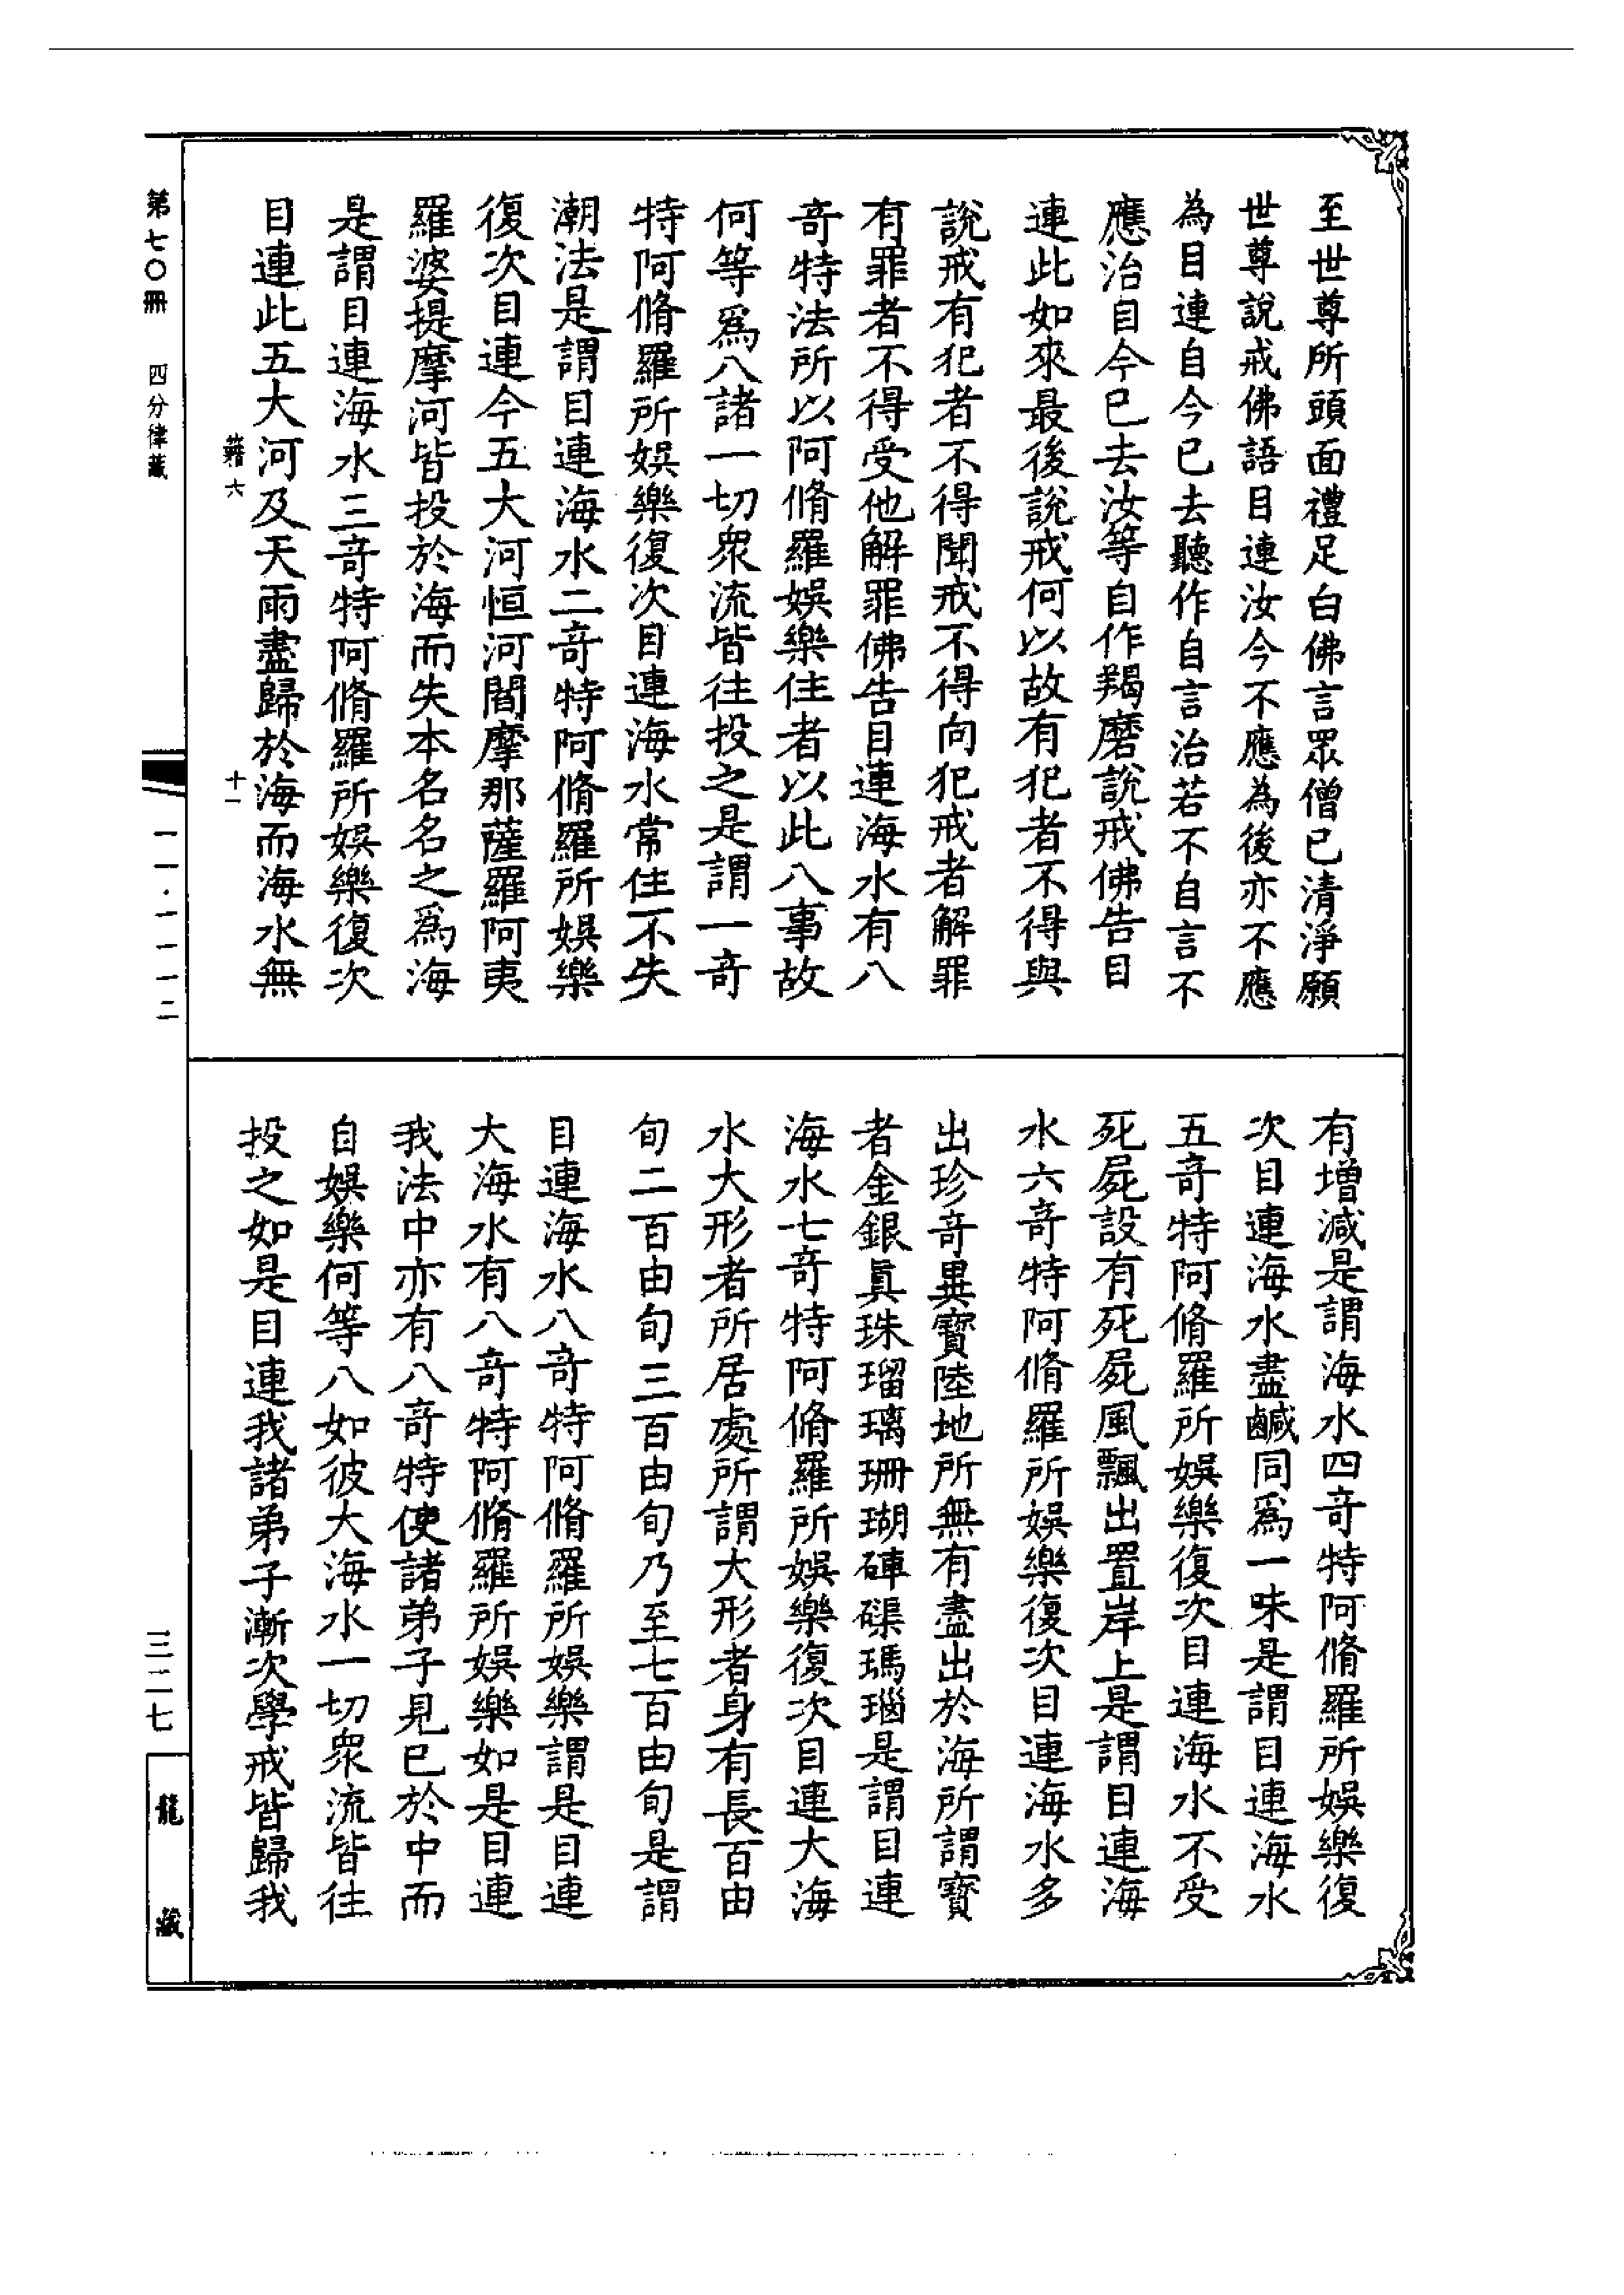 至世尊所頭面禮足白佛言眾僧已清淨願
世尊說戒佛語目連汝今不應為後亦不應
為目連自今已去聽作自言治若不自言不
應治自今已去汝等自作羯磨說戒佛告目
連此如來最後說戒何以故有犯者不得與
說戒有犯者不得聞戒不得向犯戒者解罪
有罪者不得受他解罪佛告目連海水有八
奇特法所以阿脩羅娛樂住者以此八事故
何等為八諸一切眾流皆往投之是謂一奇
特阿脩羅所娛樂復次目連海水常住不失
潮法是謂目連海水二奇特阿脩羅所娛樂
復次目連今五大河恒河閻摩那薩羅阿夷
羅婆提摩河皆投於海而失本名名之為海
是謂目連海水三奇特阿脩羅所娛樂復次
目連此五大河及天雨盡歸於海而海水無
有增減是謂海水四奇特阿脩羅所娛樂復
次目連海水盡鹹同為一味是謂目連海水
五奇特阿脩羅所娛樂復次目連海水不受
死屍設有死屍風飄出置岸上是謂目連海
水六奇特阿脩羅所娛樂復次目連海水多
出珍奇異寶陸地所無有盡出於海所謂寶
者金銀真珠瑠璃珊瑚硨磲瑪瑙是謂目連
海水七奇特阿脩羅所娛樂復次目連大海
水大形者所居處所謂大形者身有長百由
旬二百由旬三百由旬乃至七百由旬是謂
目連海水八奇特阿脩羅所娛樂謂是目連
大海水有八奇特阿脩羅所娛樂如是目連
我法中亦有八奇特使諸弟子見已於中而
自娛樂何等八如彼大海水一切眾流皆往
投之如是目連我諸弟子漸次學戒皆歸我
籍六 十一
第七〇冊 四分律藏 一一·一一一二 三二七 龍藏